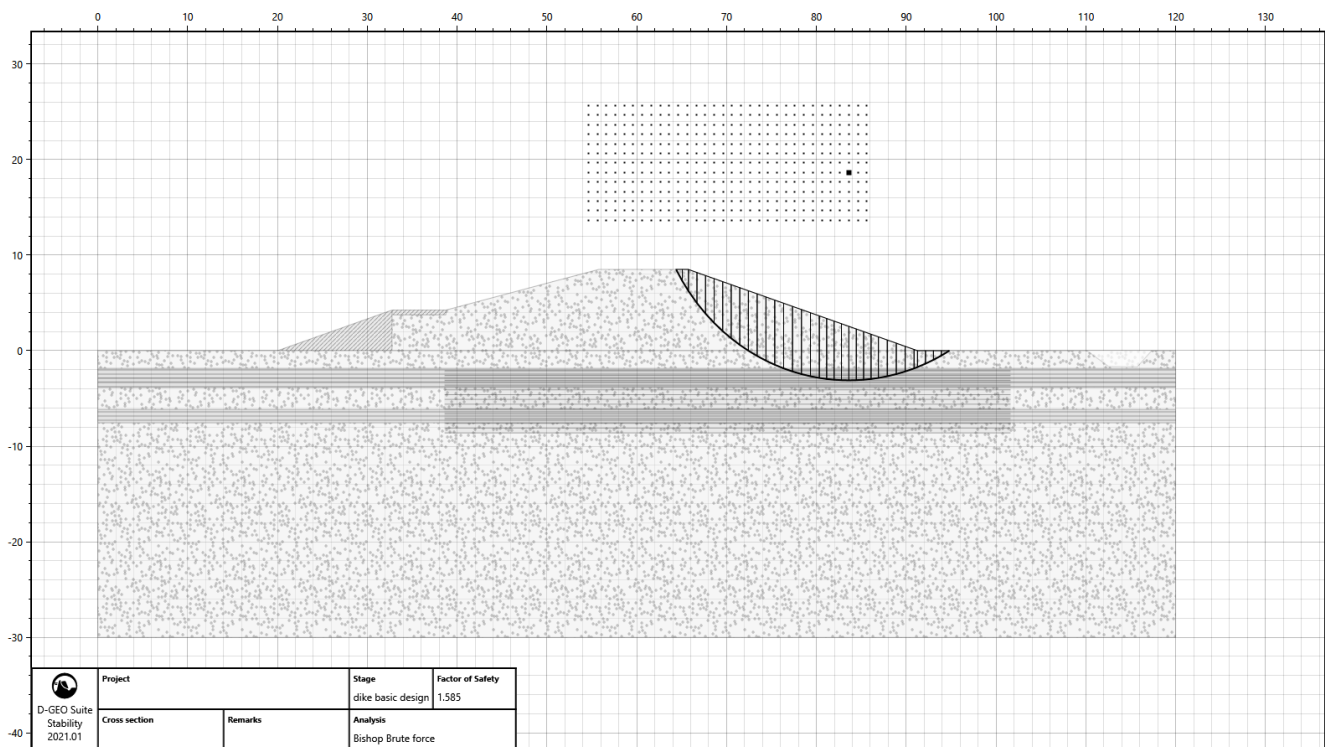 0 10 20 30 40 50 60 70 80 90 100 110 120 130
30
20
10
0
-10
-20
-30
-40
D-GEO Suite
Stability
2021.01
Project
Stage
dike basic design
Factor of Safety
1.585
Cross section
Remarks
Analysis
Bishop Brute force